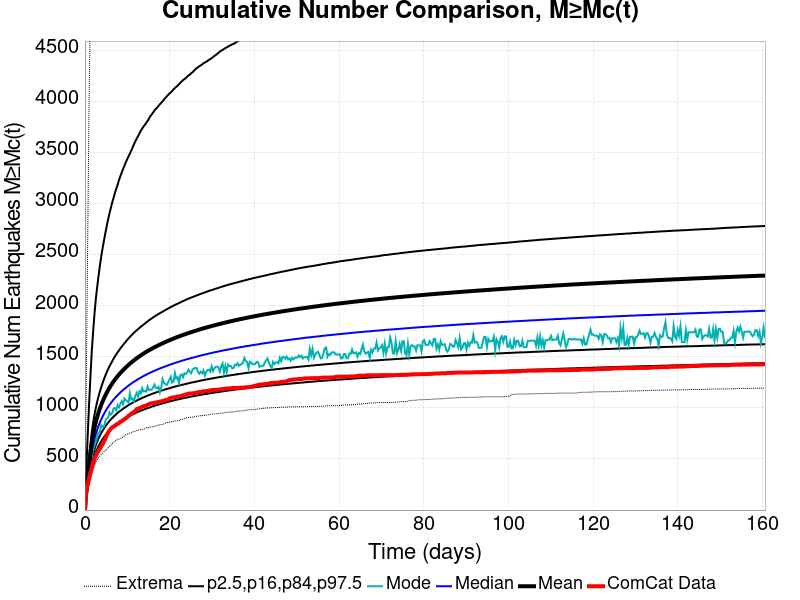 Cumulative Number Comparison, M≥Mc(t)
Cumulative Num Earthquakes M≥Mc(t)
4500
4000
3500
3000
2500
2000
1500
1000
500
0
0 20 40 60 80 100 120 140 160
Time (days)
Extrema p2.5,p16,p84,p97.5 Mode Median Mean ComCat Data